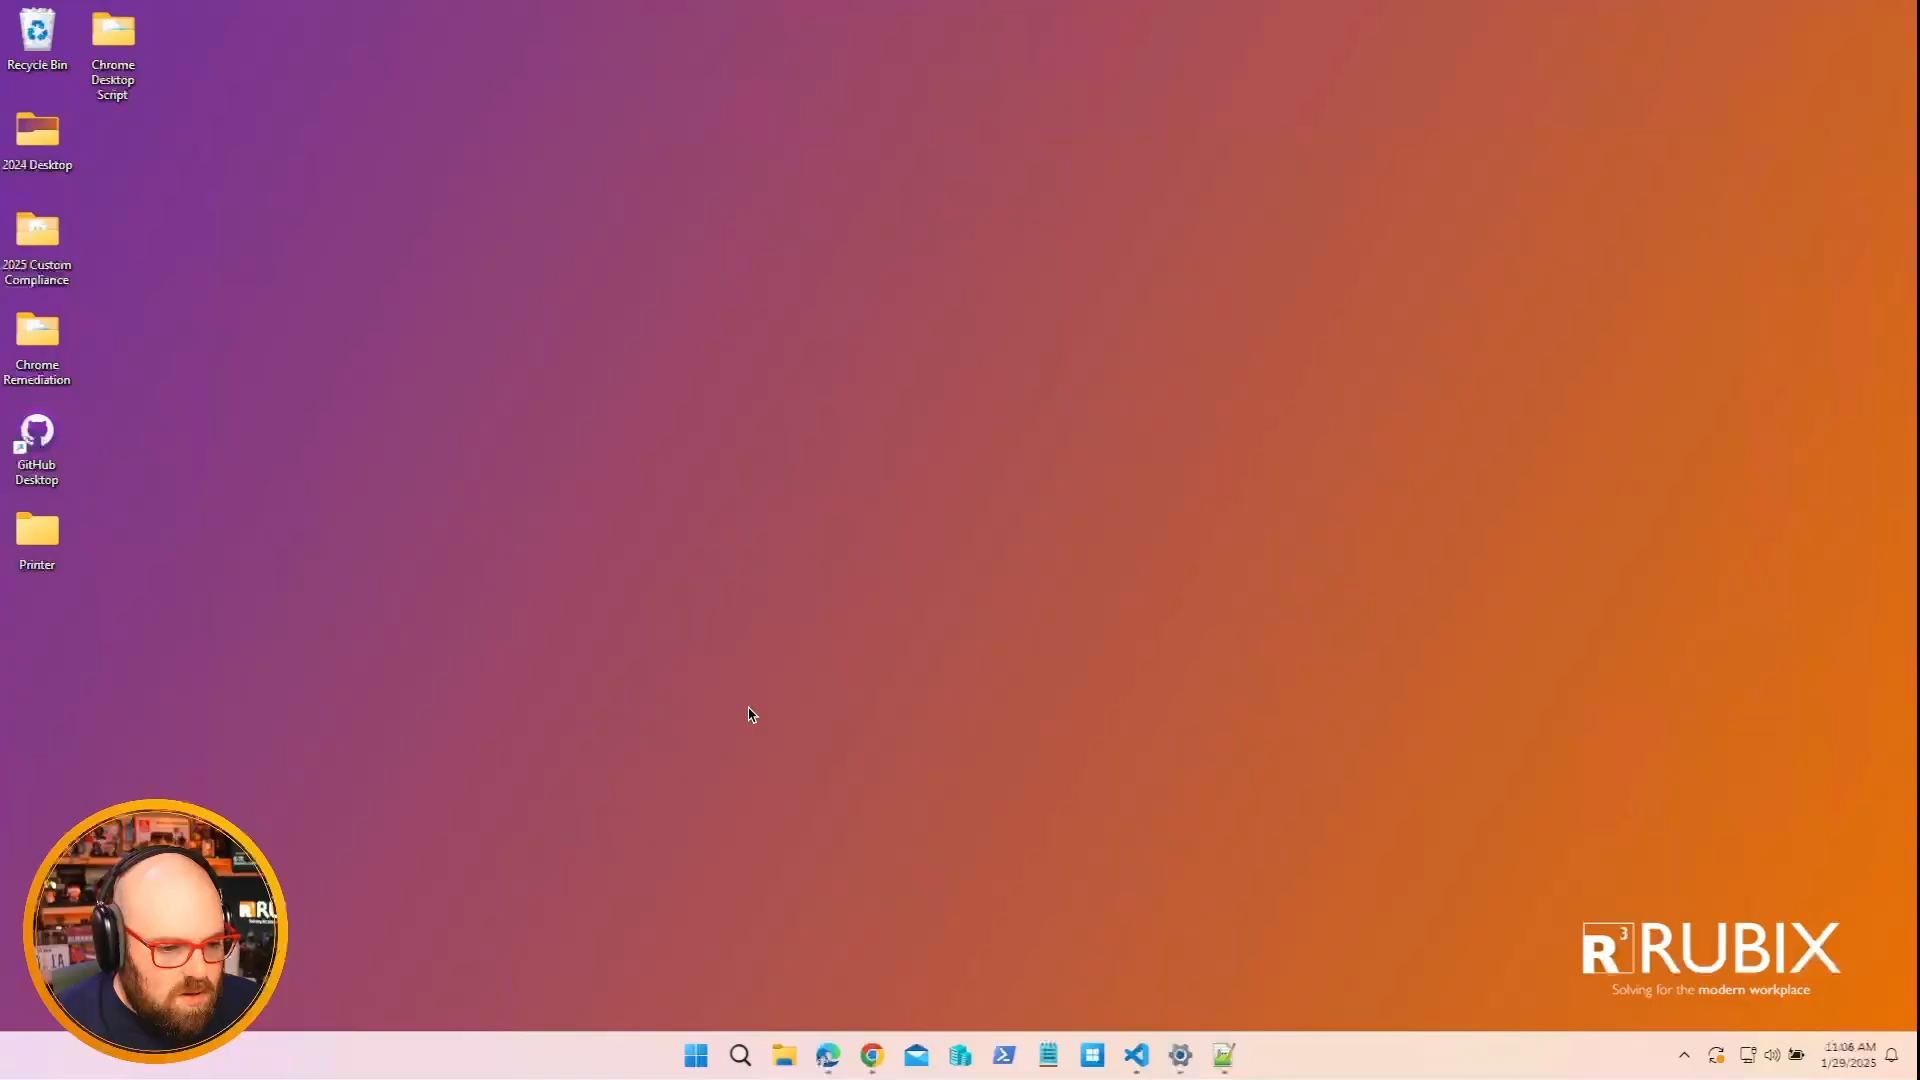 Recycle Bin
Chrome
Desktop
Script
2024 Desktop
2025 Custom
Compliance
Chrome
Remediation
GitHub
Desktop
Printer
R3 RUBIX
Solving for the modern workplace
11:06 AM
1/29/2025